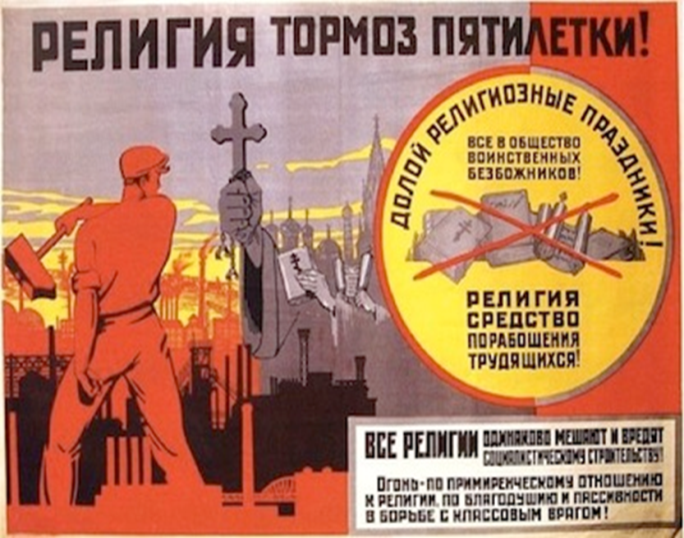 РЕЛИГИЯ ТОРМОЗ ПЯТИЛЕТКИ!
ДОЛОЙ РЕЛИГИОЗНЫЕ ПРАЗДНИКИ!
ВСЕ В ОБЩЕСТВО
ВОИНСТВЕННЫХ
БЕЗБОЖНИКОВ!
РЕЛИГИЯ
СРЕДСТВО
ПОРАБОЩЕНИЯ
ТРУДЯЩИХСЯ!
ВСЕ РЕЛИГИИ ОДИНАКОВО МЕШАЮТ И ВРЕДЯТ
СОЦИАЛИСТИЧЕСКОМУ СТРОИТЕЛЬСТВУ!
ОГОНЬ-ПО ПРИМИРЕНЧЕСКОМУ ОТНОШЕНИЮ
К РЕЛИГИИ, ПО БЛАГОДУШИЮ И ПАССИВНОСТИ
В БОРЬБЕ С КЛАССОВЫМ ВРАГОМ!